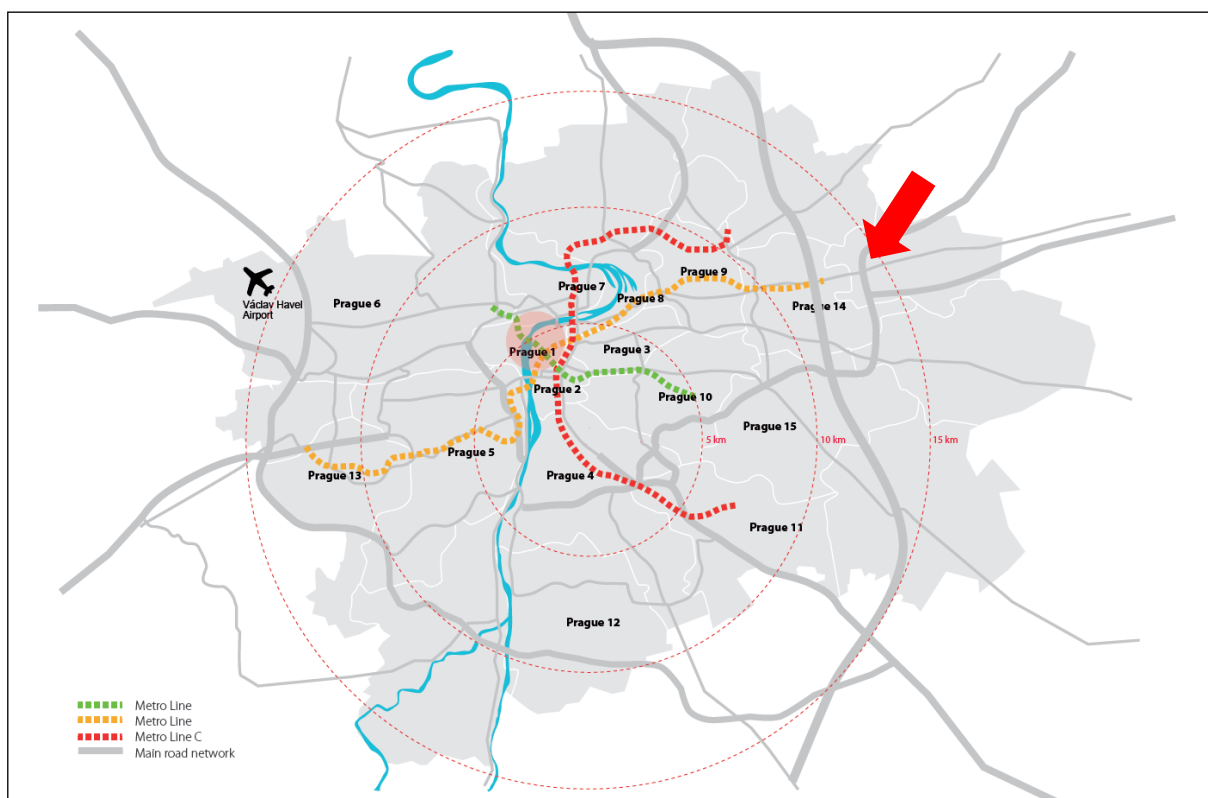 Prague 9
Prague 7
Prague 8
Václav Havel
Airport
Prague 6
Prague 14
Prague 1
Prague 3
Prague 2
Prague 10
Prague 15
5 km
10 km
15 km
Prague 5
Prague 13
Prague 4
Prague 11
Prague 12
Metro Line
Metro Line
Metro Line C
Main road network